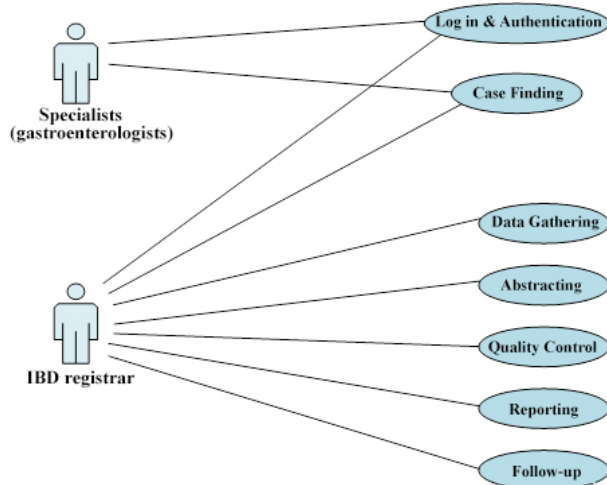 Log in & Authentication
Case Finding
Specialists
(gastroenterologists)
Data Gathering
Abstracting
Quality Control
IBD registrar
Reporting
Follow-up